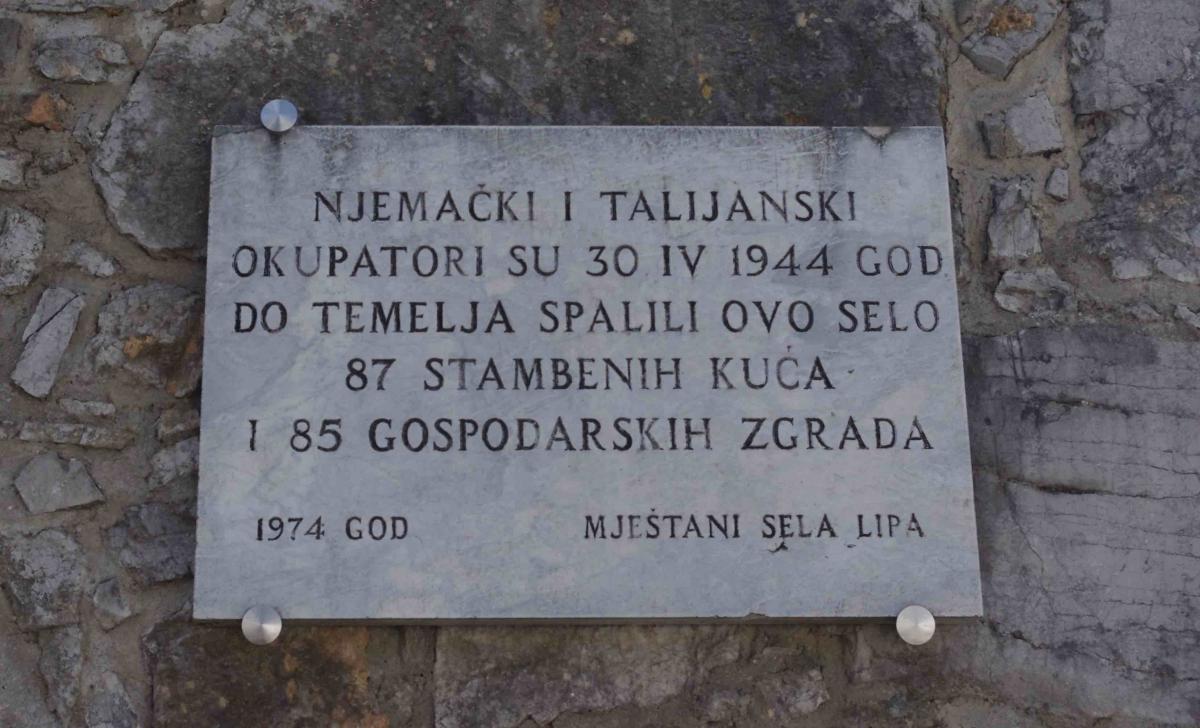 NJEMAČKI I TALIJANSKI
OKUPATORI SU 30 IV 1944 GOD
DO TEMELJA SPALILI OVO SELO
87 STAMBENIH KUĆA
I 85 GOSPODARSKIH ZGRADA
1974 GOD MJEŠTANI SELA LIPA